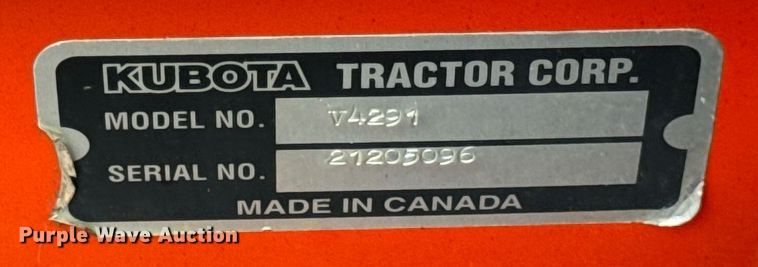 KUBOTA TRACTOR CORP.
MODEL NO. V4291
SERIAL NO. 21205096
MADE IN CANADA
Purple Wave Auction